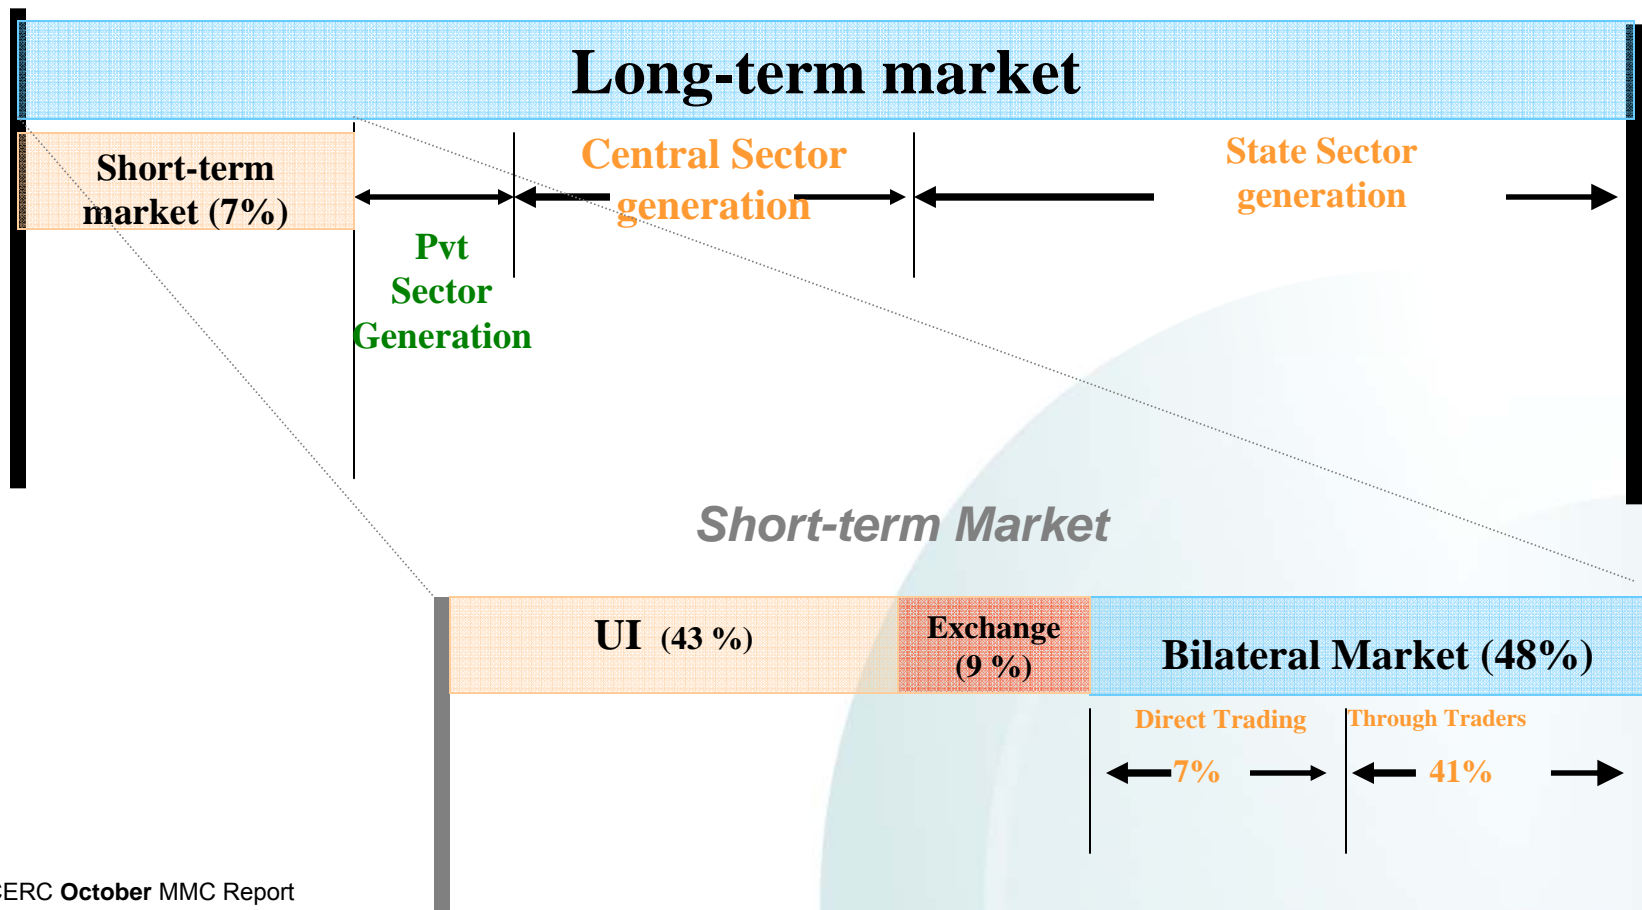 Long-term market
Short-term
market (7%)
Central Sector
generation
State Sector
generation
Pvt
Sector
Generation
Short-term Market
UI (43 %)
Exchange
(9 %)
Bilateral Market (48%)
Direct Trading
Through Traders
7%
41%
CERC October MMC Report